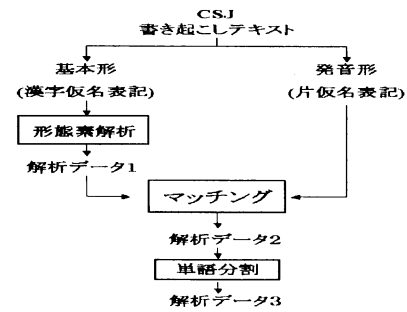 CSJ
書き起こしテキスト
基本形
(漢字仮名表記)
発音形
(片仮名表記)
形態素解析
解析データ1
マッチング
解析データ2
単語分割
解析データ3